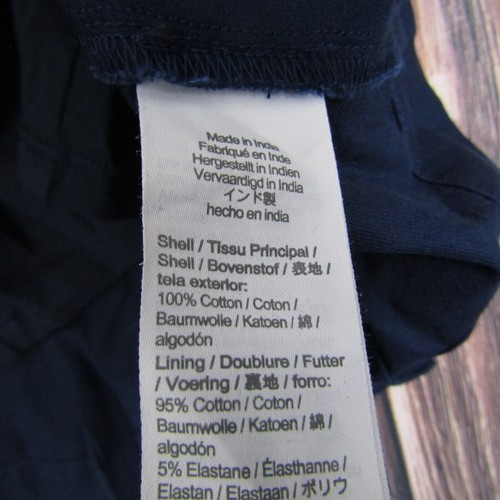 Made in India
Fabriqué en Inde
Hergestellt in Indien
Vervaardigd in India
インド製
hecho en india
Shell / Tissu Principal /
Shell / Bovenstof / 表地 /
tela exterior:
100% Cotton / Coton /
Baumwolle / Katoen / 綿 /
algodón
Lining / Doublure / Futter
/ Voering / 裏地 / forro:
95% Cotton / Coton /
Baumwolle / Katoen / 綿 /
algodón
5% Elastane / Élasthanne /
Elastan / Elastaan / ポリウ